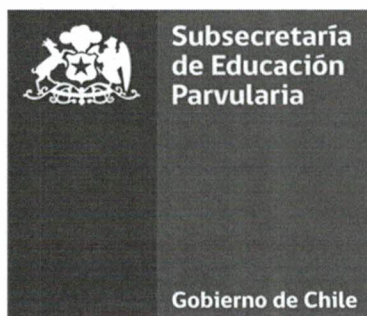 Subsecretaría
de Educación
Parvularia
Gobierno de Chile